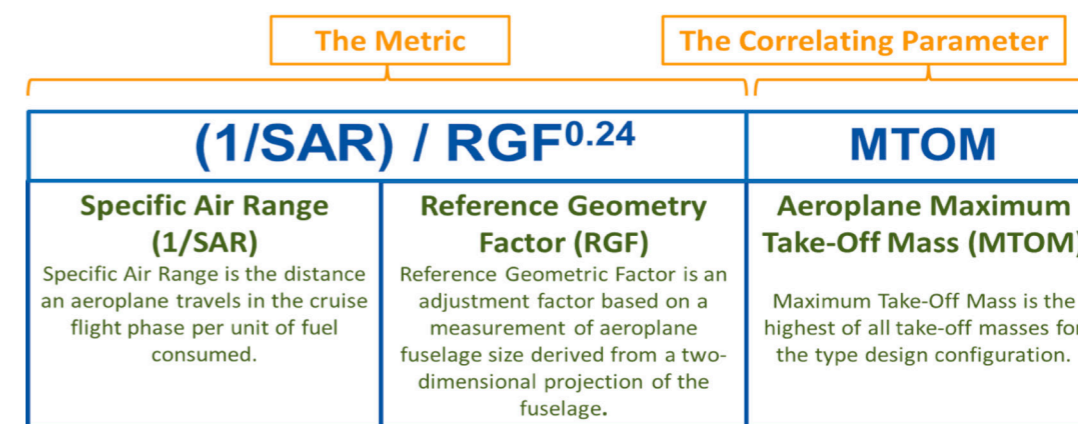 The Metric
The Correlating Parameter
(1/SAR) / RGF0.24
MTOM
Specific Air Range
(1/SAR)
Specific Air Range is the distance
an aeroplane travels in the cruise
flight phase per unit of fuel
consumed.
Reference Geometry
Factor (RGF)
Reference Geometric Factor is an
adjustment factor based on a
measurement of aeroplane
fuselage size derived from a two-
dimensional projection of the
fuselage.
Aeroplane Maximum
Take-Off Mass (MTOM)
Maximum Take-Off Mass is the
highest of all take-off masses for
the type design configuration.